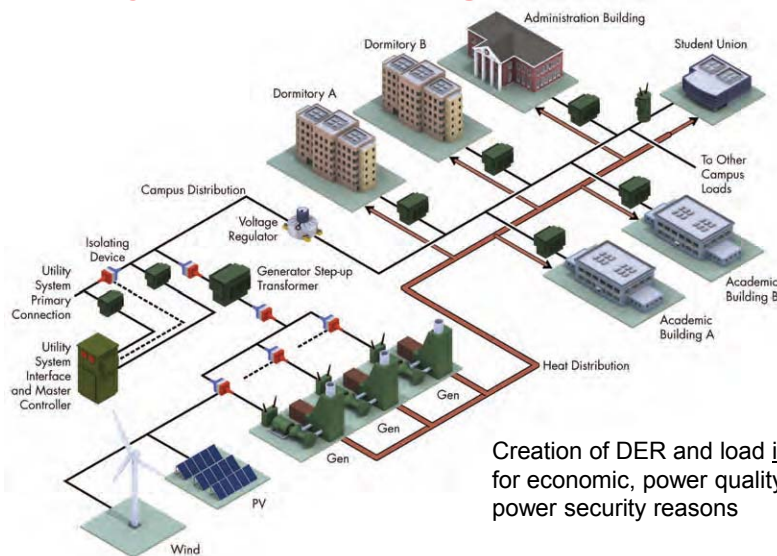 Administration Building
Dormitory B
Student Union
Dormitory A
To Other
Campus
Loads
Campus Distribution
Voltage
Regulator
Isolating
Device
Generator Step-up
Transformer
Utility
System
Primary
Connection
Academic
Building B
Academic
Building A
Utility
System
Interface
and Master
Controller
Heat Distribution
Gen
Gen
Gen
PV
Wind
Creation of DER and load
for economic, power quality
power security reasons